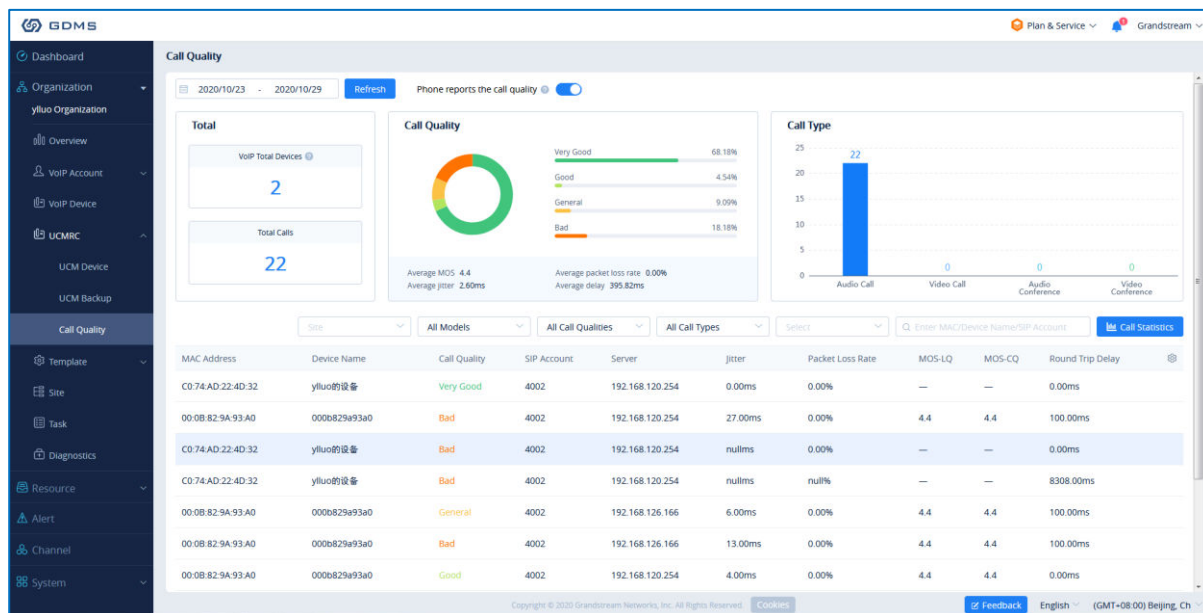 GDMS
Plan & Service
1
Grandstream
Dashboard
Organization
ylluo Organization
Overview
VoIP Account
VoIP Device
UCMRC
UCM Device
UCM Backup
Call Quality
Template
Site
Task
Diagnostics
Resource
Alert
Channel
System
Call Quality
2020/10/23 - 2020/10/29 Refresh Phone reports the call quality
Total
VoIP Total Devices
2
Total Calls
22
Call Quality
Very Good 68.18%
Good 4.54%
General 9.09%
Bad 18.18%
Average MOS 4.4 Average packet loss rate 0.00%
Average jitter 2.60ms Average delay 395.82ms
Call Type
25
20
15
10
5
0
22
0
0
0
Audio Call Video Call Audio Conference Video Conference
Site All Models All Call Qualities All Call Types Select Enter MAC/Device Name/SIP Account Call Statistics
MAC Address Device Name Call Quality SIP Account Server Jitter Packet Loss Rate MOS-LQ MOS-CQ Round Trip Delay
C0:74:AD:22:4D:32 ylluo的设备 Very Good 4002 192.168.120.254 0.00ms 0.00% — — 0.00ms
00:0B:82:9A:93:A0 000b829a93a0 Bad 4002 192.168.120.254 27.00ms 0.00% 4.4 4.4 100.00ms
C0:74:AD:22:4D:32 ylluo的设备 Bad 4002 192.168.120.254 nullms 0.00% — — 0.00ms
C0:74:AD:22:4D:32 ylluo的设备 Bad 4002 192.168.120.254 nullms null% — — 8308.00ms
00:0B:82:9A:93:A0 000b829a93a0 General 4002 192.168.126.166 6.00ms 0.00% 4.4 4.4 100.00ms
00:0B:82:9A:93:A0 000b829a93a0 Bad 4002 192.168.126.166 13.00ms 0.00% 4.4 4.4 100.00ms
00:0B:82:9A:93:A0 000b829a93a0 Good 4002 192.168.120.254 4.00ms 0.00% 4.4 4.4 0.00ms
Copyright © 2020 Grandstream Networks, Inc. All Rights Reserved. Cookies
Feedback English (GMT+08:00) Beijing, Ch